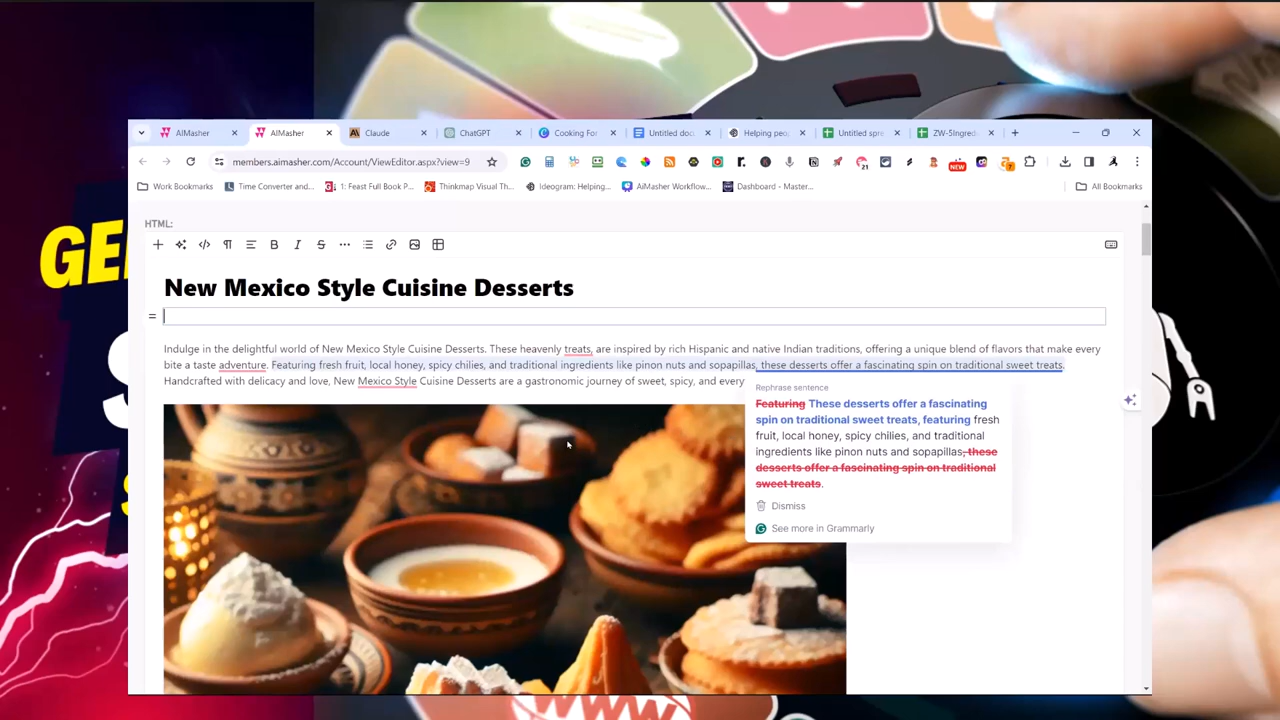 GE
S
S
AIMasher
AIMasher
Claude
ChatGPT
Cooking For
Untitled doc
Helping peop
Untitled spre
ZW-5Ingred
members.aimasher.com/Account/ViewEditor.aspx?view=9
21
NEW
7
Work Bookmarks
Time Converter and...
1: Feast Full Book P...
Thinkmap Visual Th...
Ideogram: Helping...
AiMasher Workflow...
Dashboard - Master...
All Bookmarks
HTML:
New Mexico Style Cuisine Desserts
Indulge in the delightful world of New Mexico Style Cuisine Desserts. These heavenly treats, are inspired by rich Hispanic and native Indian traditions, offering a unique blend of flavors that make every
bite a taste adventure. Featuring fresh fruit, local honey, spicy chilies, and traditional ingredients like pinon nuts and sopapillas, these desserts offer a fascinating spin on traditional sweet treats.
Handcrafted with delicacy and love, New Mexico Style Cuisine Desserts are a gastronomic journey of sweet, spicy, and every
Rephrase sentence
Featuring These desserts offer a fascinating
spin on traditional sweet treats, featuring fresh
fruit, local honey, spicy chilies, and traditional
ingredients like pinon nuts and sopapillas, these
desserts offer a fascinating spin on traditional
sweet treats.
Dismiss
See more in Grammarly
www